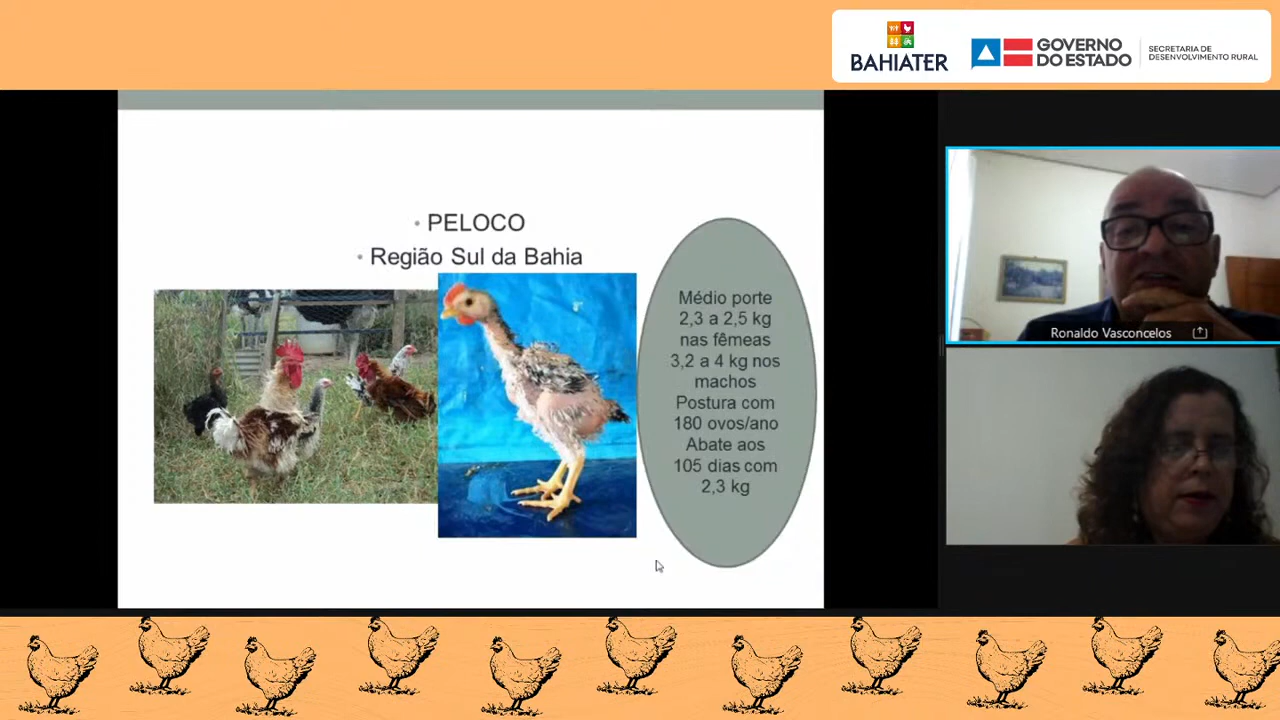 BAHIATER
GOVERNO
DO ESTADO
SECRETARIA DE
DESENVOLVIMENTO RURAL
• PELOCO
• Região Sul da Bahia
Médio porte
2,3 a 2,5 kg
nas fêmeas
3,2 a 4 kg nos
machos
Postura com
180 ovos/ano
Abate aos
105 dias com
2,3 kg
Ronaldo Vasconcelos